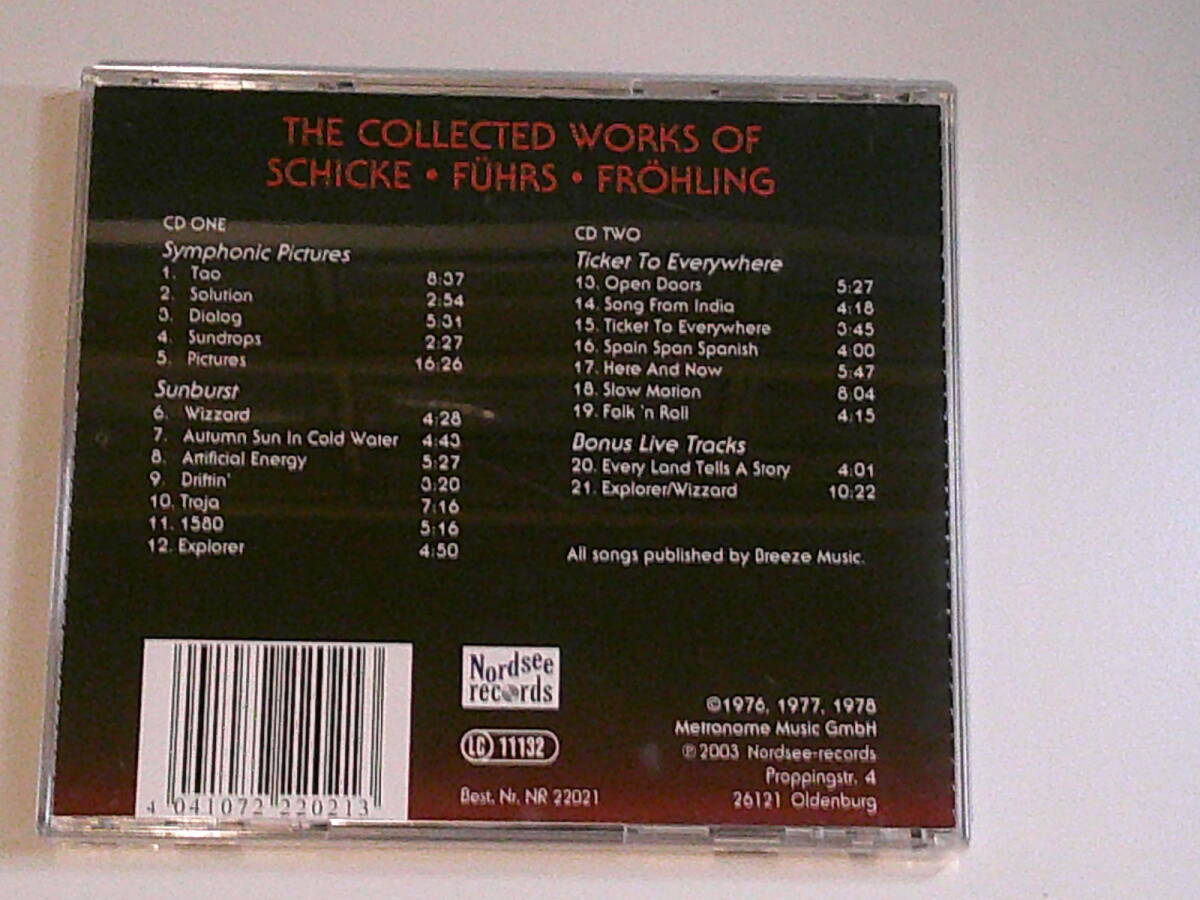 THE COLLECTED WORKS OF
SCHICKE • FÜHRS • FRÖHLING
CD ONE
Symphonic Pictures
1. Tao 8:37
2. Solution 2:54
3. Dialog 5:31
4. Sundrops 2:27
5. Pictures 16:26
Sunburst
6. Wizzard 4:28
7. Autumn Sun In Cold Water 4:43
8. Artificial Energy 5:27
9. Driftin' 3:20
10. Troja 7:16
11. 1580 5:16
12. Explorer 4:50
CD TWO
Ticket To Everywhere
13. Open Doors 5:27
14. Song From India 4:18
15. Ticket To Everywhere 3:45
16. Spain Span Spanish 4:00
17. Here And Now 5:47
18. Slow Motion 8:04
19. Folk 'n Roll 4:15
Bonus Live Tracks
20. Every Land Tells A Story 4:01
21. Explorer/Wizzard 10:22
All songs published by Breeze Music.
4 041072 220213
Nordsee
records
LC 11132
Best. Nr. NR 22021
©1976, 1977, 1978
Metronome Music GmbH
℗ 2003 Nordsee-records
Proppingstr. 4
26121 Oldenburg